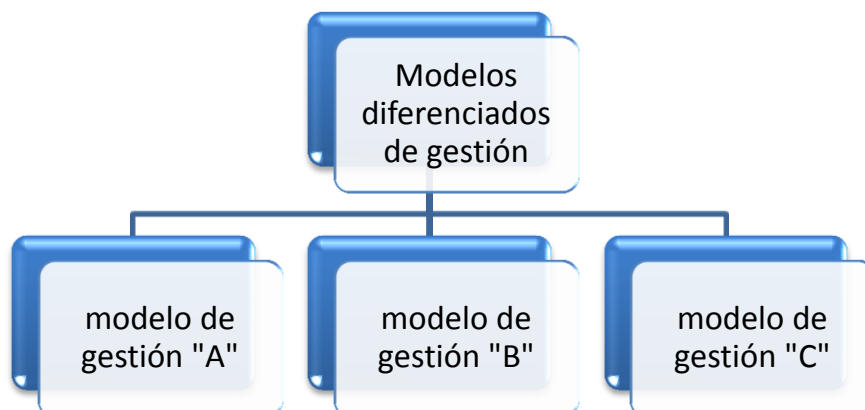 Modelos
diferenciados
de gestión
modelo de
gestión "A"
modelo de
gestión "B"
modelo de
gestión "C"